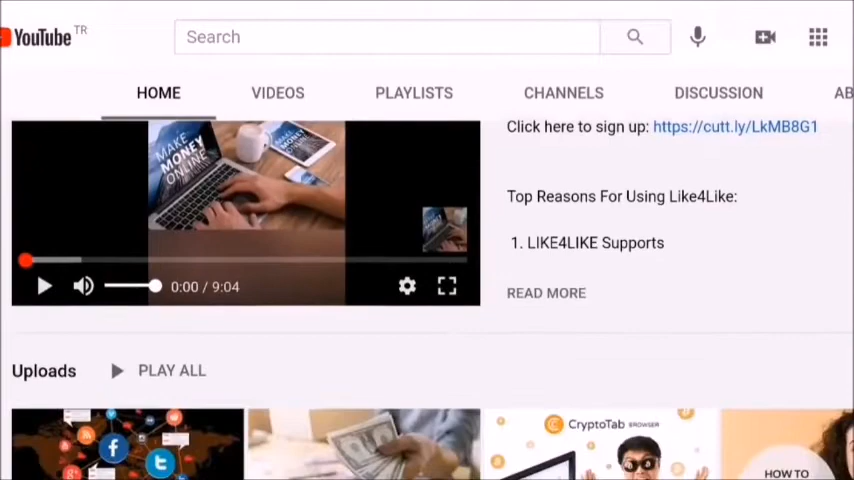 YouTube TR
Search
HOME VIDEOS PLAYLISTS CHANNELS DISCUSSION AB
MAKE
MONEY
ONLINE
Click here to sign up: https://cutt.ly/LkMB8G1
Top Reasons For Using Like4Like:
1. LIKE4LIKE Supports
READ MORE
0:00 / 9:04
Uploads PLAY ALL
CryptoTab BROWSER
HOW TO